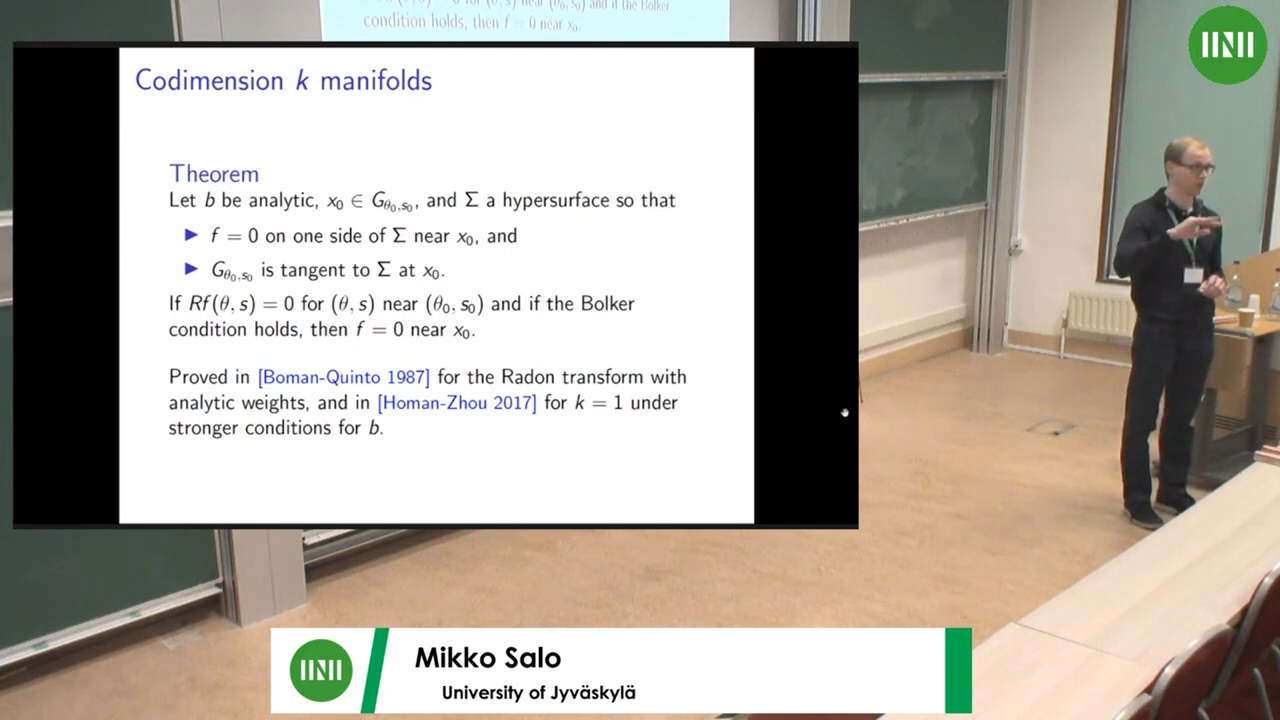 condition holds, then f = 0 near x₀.
Codimension k manifolds
Theorem
Let b be analytic, x₀ ∈ G_{θ₀,s₀}, and Σ a hypersurface so that
▶ f = 0 on one side of Σ near x₀, and
▶ G_{θ₀,s₀} is tangent to Σ at x₀.
If Rf(θ, s) = 0 for (θ, s) near (θ₀, s₀) and if the Bolker
condition holds, then f = 0 near x₀.
Proved in [Boman-Quinto 1987] for the Radon transform with
analytic weights, and in [Homan-Zhou 2017] for k = 1 under
stronger conditions for b.
Mikko Salo
University of Jyväskylä